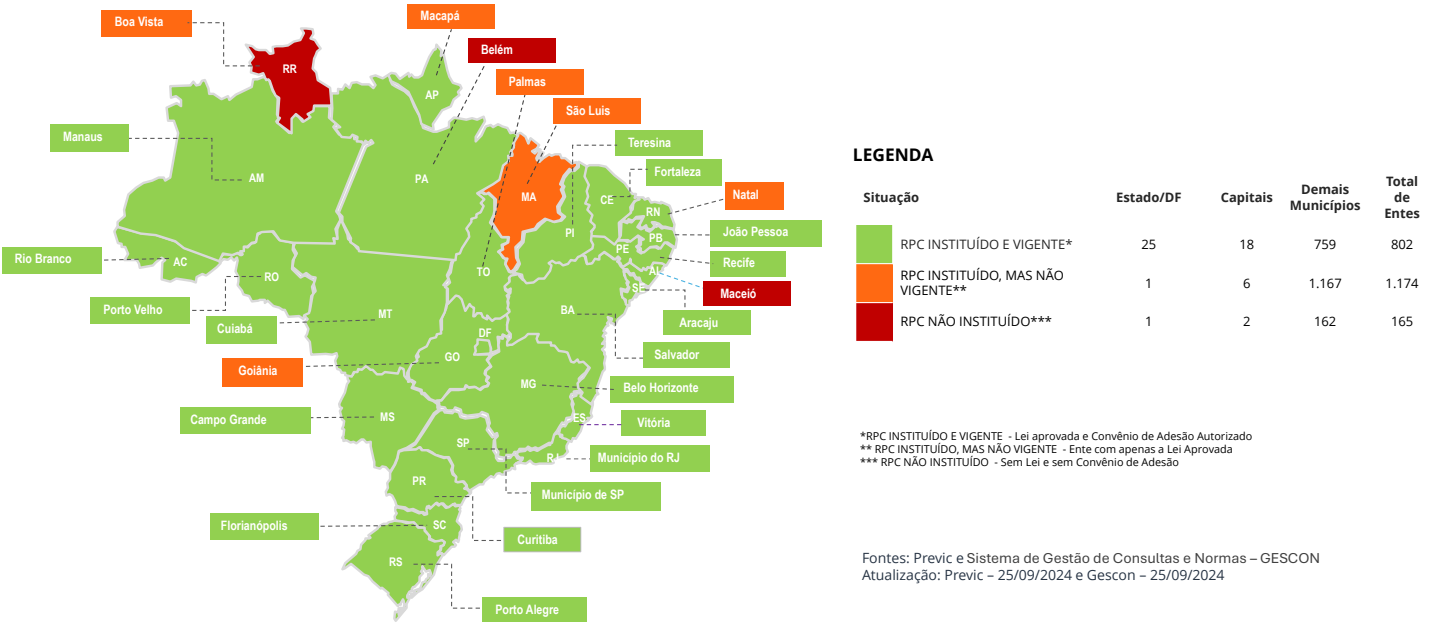 Boa Vista
Macapá
Belém
Palmas
São Luis
Teresina
Fortaleza
Natal
João Pessoa
Recife
Maceió
Aracaju
Salvador
Belo Horizonte
Vitória
Município do RJ
Município de SP
Curitiba
Porto Alegre
Florianópolis
Campo Grande
Goiânia
Cuiabá
Porto Velho
Rio Branco
Manaus
RR
AP
AM
PA
MA
CE
RN
PB
PI
PE
AL
SE
AC
RO
TO
BA
MT
DF
GO
MG
ES
MS
SP
RJ
PR
SC
RS
LEGENDA
Situação Estado/DF Capitais Demais Municípios Total de Entes
RPC INSTITUÍDO E VIGENTE* 25 18 759 802
RPC INSTITUÍDO, MAS NÃO VIGENTE** 1 6 1.167 1.174
RPC NÃO INSTITUÍDO*** 1 2 162 165
*RPC INSTITUÍDO E VIGENTE - Lei aprovada e Convênio de Adesão Autorizado
** RPC INSTITUÍDO, MAS NÃO VIGENTE - Ente com apenas a Lei Aprovada
*** RPC NÃO INSTITUÍDO - Sem Lei e sem Convênio de Adesão
Fontes: Previc e Sistema de Gestão de Consultas e Normas – GESCON
Atualização: Previc – 25/09/2024 e Gescon – 25/09/2024